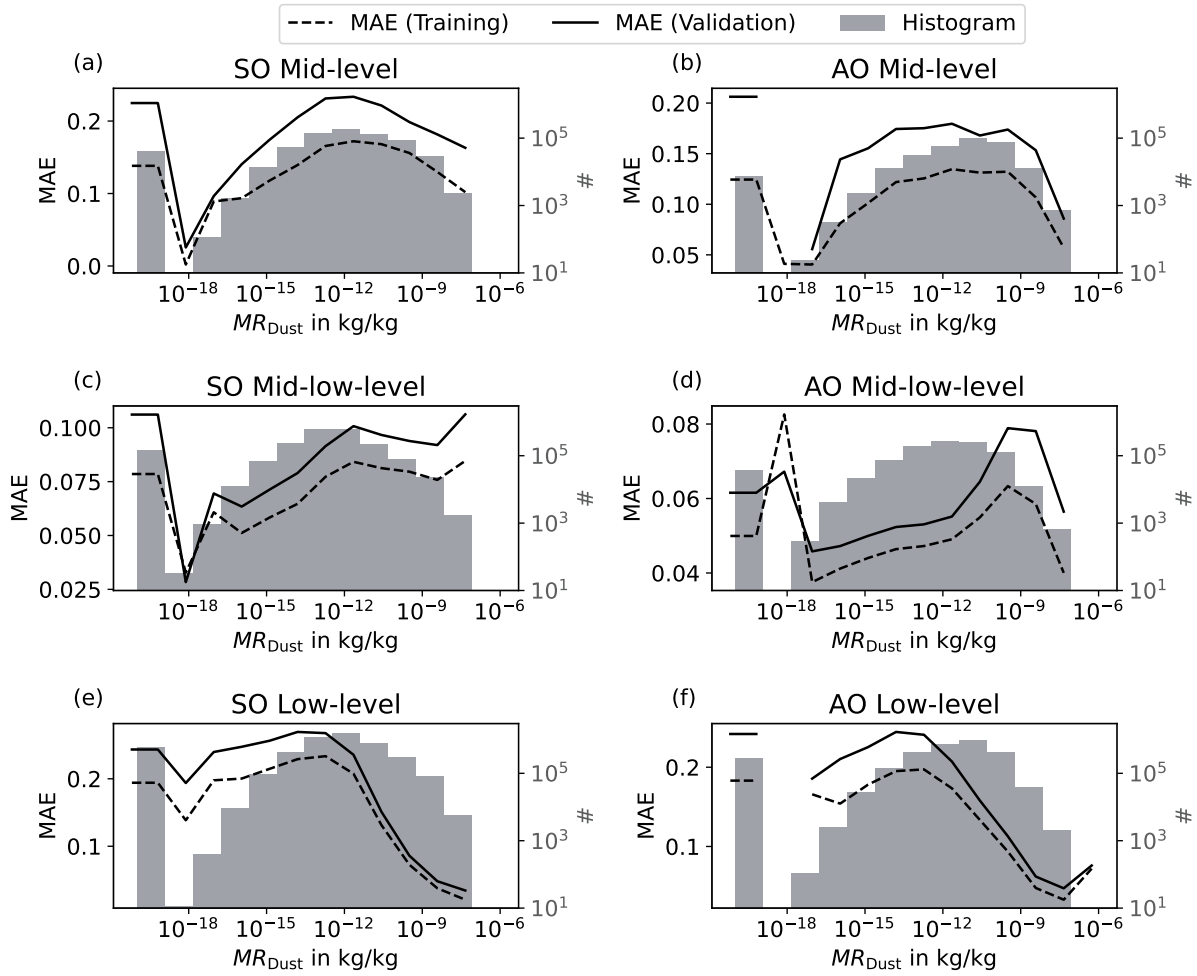 MAE (Training) MAE (Validation) Histogram
(a) SO Mid-level
(b) AO Mid-level
MAE
0.2
0.1
0.0
10^5
10^3
10^1
#
10^-18 10^-15 10^-12 10^-9 10^-6
MR_Dust in kg/kg
MAE
0.20
0.15
0.10
0.05
10^5
10^3
10^1
#
10^-18 10^-15 10^-12 10^-9 10^-6
MR_Dust in kg/kg
(c) SO Mid-low-level
(d) AO Mid-low-level
MAE
0.100
0.075
0.050
0.025
10^5
10^3
10^1
#
10^-18 10^-15 10^-12 10^-9 10^-6
MR_Dust in kg/kg
MAE
0.08
0.06
0.04
10^5
10^3
10^1
#
10^-18 10^-15 10^-12 10^-9 10^-6
MR_Dust in kg/kg
(e) SO Low-level
(f) AO Low-level
MAE
0.2
0.1
10^5
10^3
10^1
#
10^-18 10^-15 10^-12 10^-9 10^-6
MR_Dust in kg/kg
MAE
0.2
0.1
10^5
10^3
10^1
#
10^-18 10^-15 10^-12 10^-9 10^-6
MR_Dust in kg/kg